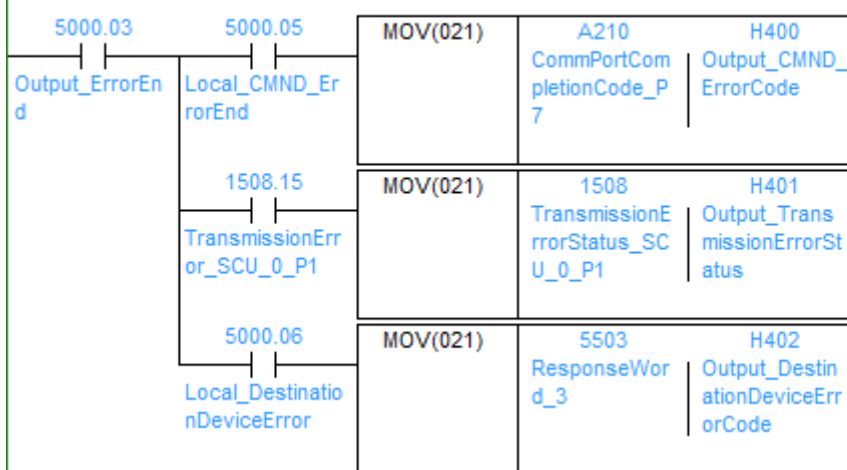 5000.03 5000.05 MOV(021) A210 H400
Output_ErrorEn Local_CMND_Er CommPortCom Output_CMND_
d rrorEnd pletionCode_P ErrorCode
7
1508.15 MOV(021) 1508 H401
TransmissionErr TransmissionE Output_Trans
or_SCU_0_P1 rrorStatus_SC missionErrorSt
U_0_P1 atus
5000.06 MOV(021) 5503 H402
Local_Destinatio ResponseWor Output_Destin
nDeviceError d_3 ationDeviceErr
orCode